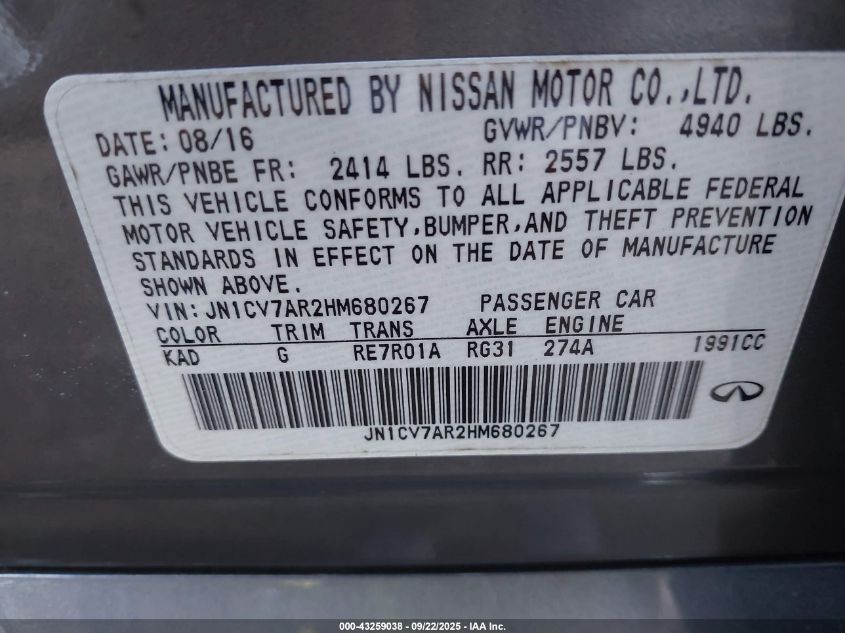 MANUFACTURED BY NISSAN MOTOR CO.,LTD.
DATE: 08/16 GVWR/PNBV: 4940 LBS.
GAWR/PNBE FR: 2414 LBS. RR: 2557 LBS.
THIS VEHICLE CONFORMS TO ALL APPLICABLE FEDERAL
MOTOR VEHICLE SAFETY,BUMPER,AND THEFT PREVENTION
STANDARDS IN EFFECT ON THE DATE OF MANUFACTURE
SHOWN ABOVE.
VIN:JN1CV7AR2HM680267 PASSENGER CAR
COLOR TRIM TRANS AXLE ENGINE
KAD G RE7R01A RG31 274A 1991CC
JN1CV7AR2HM680267
000-43259038 - 09/22/2025 - IAA Inc.